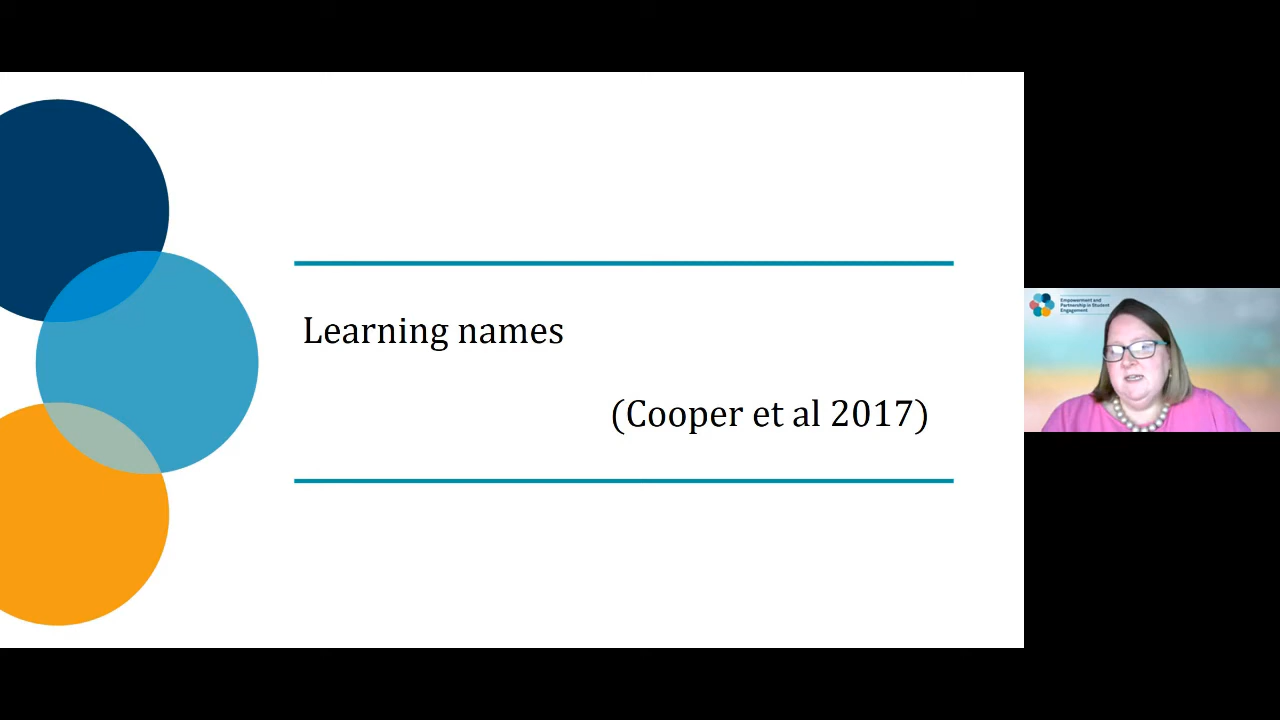 Learning names
(Cooper et al 2017)
Empowerment and
Partnership in Student
Engagement